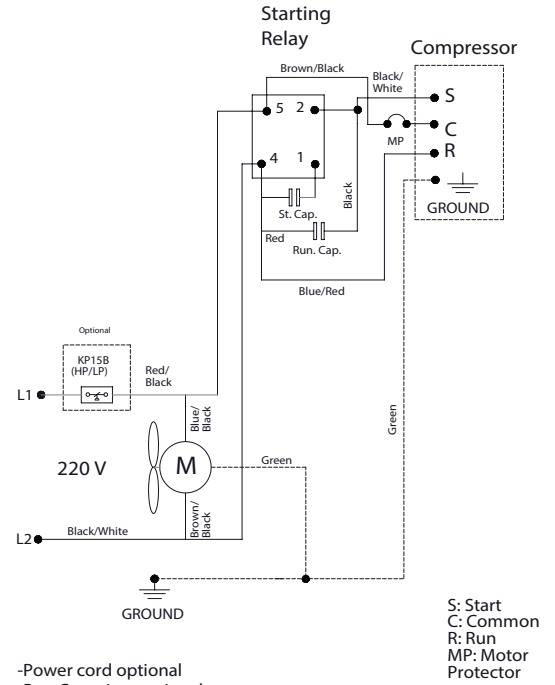 Starting
Relay
Compressor
Brown/Black
Black/
White
5 2
S
MP
C
R
4 1
St. Cap.
Black
GROUND
Red
Run. Cap.
Blue/Red
Optional
KP15B
(HP/LP)
Red/
Black
L1
Blue/
Black
Green
220 V
M
Green
Brown/
Black
L2
Black/White
GROUND
S: Start
C: Common
R: Run
MP: Motor
Protector
-Power cord optional